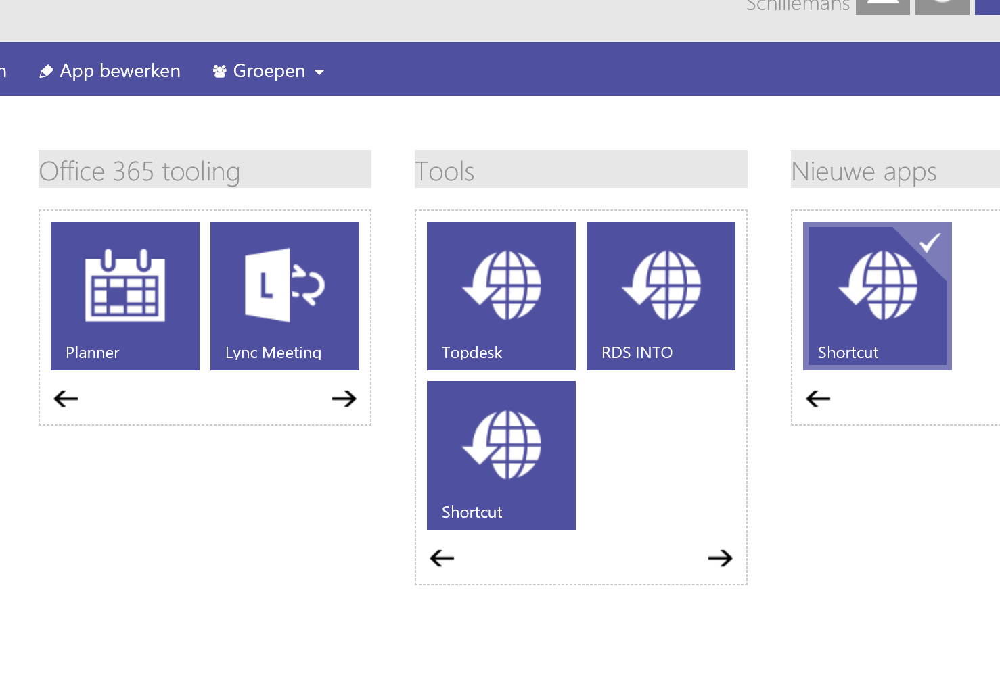 Schillemans
App bewerken
Groepen
Office 365 tooling
Tools
Nieuwe apps
Planner
Lync Meeting
Topdesk
RDS INTO
Shortcut
Shortcut